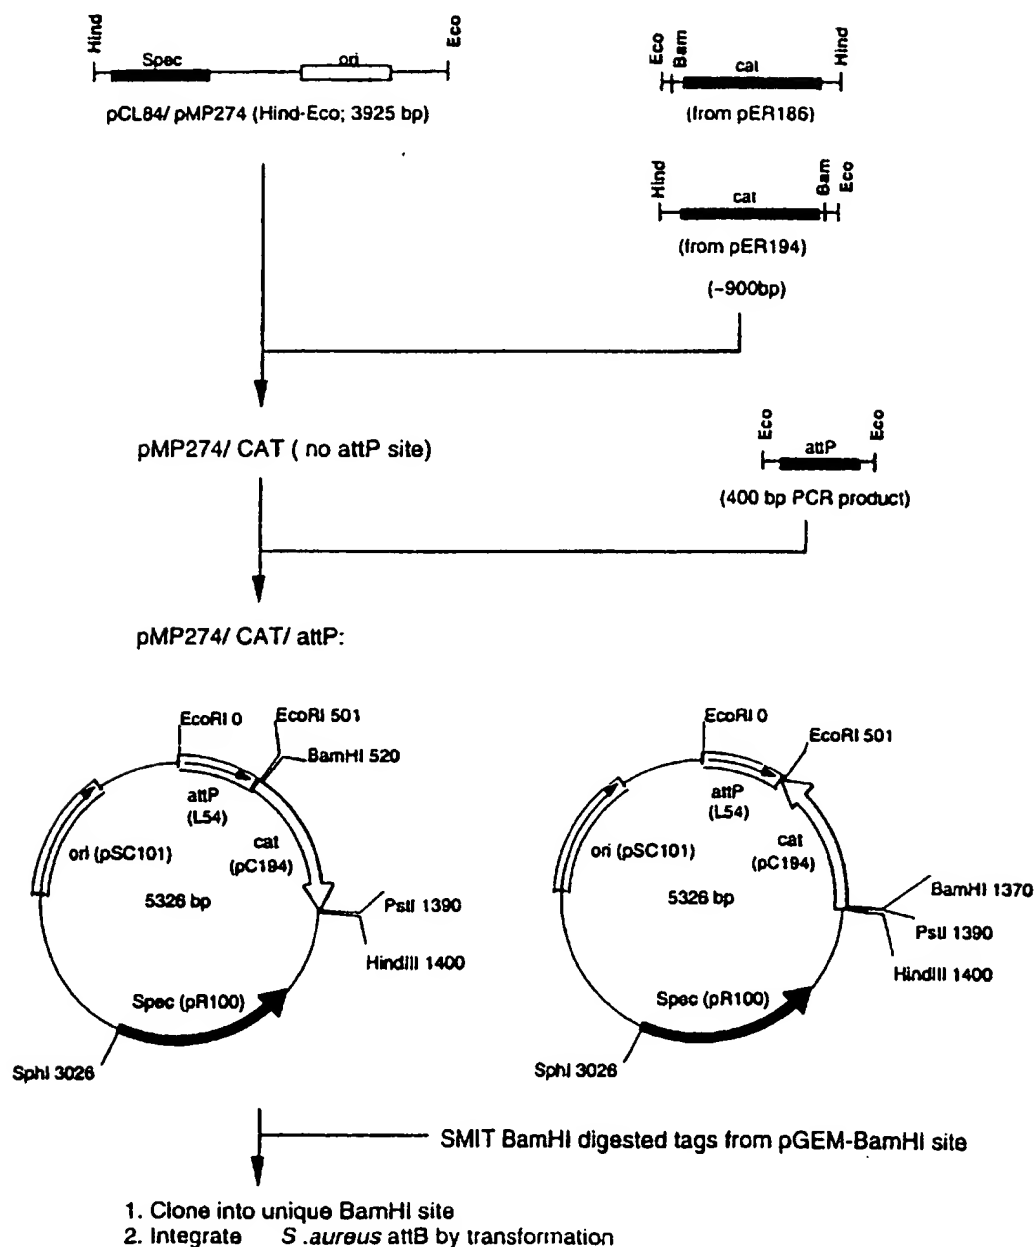 Hind
Spec
ori
Eco
pCL84/ pMP274 (Hind-Eco; 3925 bp)
Eco
Bam
cat
Hind
(from pER186)
Hind
cat
Bam
Eco
(from pER194)
(~900bp)
pMP274/ CAT ( no attP site)
Eco
attP
Eco
(400 bp PCR product)
pMP274/ CAT/ attP:
EcoRI 0
EcoRI 501
BamHI 520
attP
(L54)
cat
(pC194)
ori (pSC101)
5326 bp
PstI 1390
HindIII 1400
Spec (pR100)
SphI 3026
EcoRI 0
EcoRI 501
attP
(L54)
cat
(pC194)
ori (pSC101)
5326 bp
BamHI 1370
PstI 1390
HindIII 1400
Spec (pR100)
SphI 3026
SMIT BamHI digested tags from pGEM-BamHI site
1. Clone into unique BamHI site
2. Integrate S .aureus attB by transformation